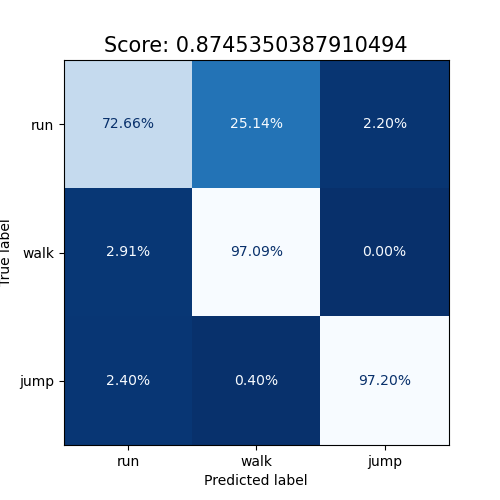 Score: 0.8745350387910494
True label
run
72.66% 25.14% 2.20%
walk
2.91% 97.09% 0.00%
jump
2.40% 0.40% 97.20%
run walk jump
Predicted label